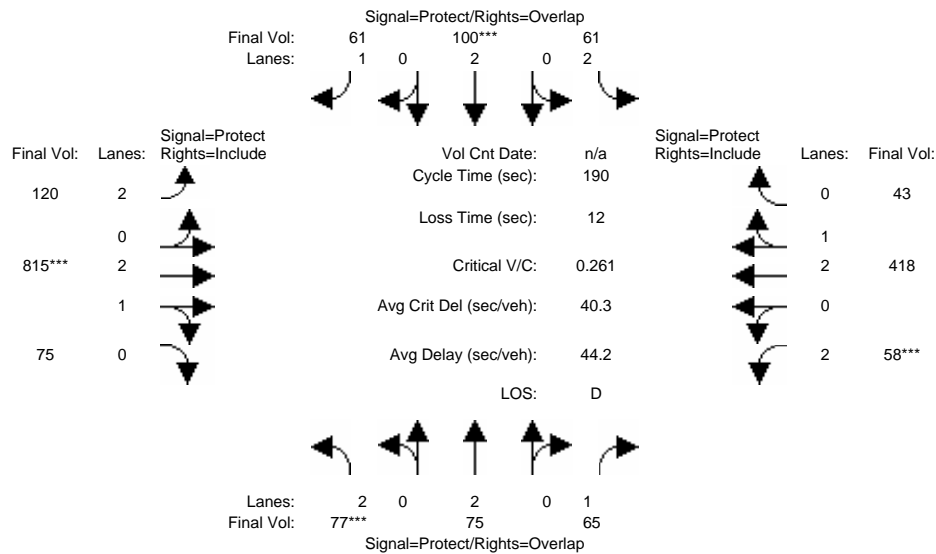 Signal=Protect/Rights=Overlap
Final Vol: 61 100*** 61
Lanes: 1 0 2 0 2
Signal=Protect Signal=Protect
Final Vol: Lanes: Rights=Include Vol Cnt Date: n/a Rights=Include Lanes: Final Vol:
Cycle Time (sec): 190
120 2 0 43
Loss Time (sec): 12
0 1
815*** 2 Critical V/C: 0.261 2 418
1 Avg Crit Del (sec/veh): 40.3 0
75 0 Avg Delay (sec/veh): 44.2 2 58***
LOS: D
Lanes: 2 0 2 0 1
Final Vol: 77*** 75 65
Signal=Protect/Rights=Overlap